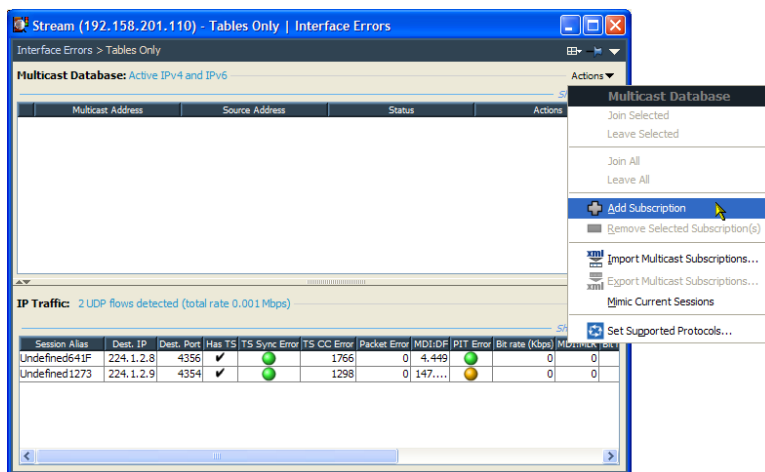 Stream (192.158.201.110) - Tables Only | Interface Errors
Interface Errors > Tables Only
Multicast Database: Active IPv4 and IPv6
Actions
Multicast Address Source Address Status Actions
Multicast Database
Join Selected
Leave Selected
Join All
Leave All
Add Subscription
Remove Selected Subscription(s)
Import Multicast Subscriptions...
Export Multicast Subscriptions...
Mimic Current Sessions
Set Supported Protocols...
IP Traffic: 2 UDP flows detected (total rate 0.001 Mbps)
Session Alias Dest. IP Dest. Port Has TS TS Sync Error TS CC Error Packet Error MDI:DF PIT Error Bit rate (Kbps) MDI:MLR
Undefined641F 224.1.2.8 4356 ✔ 1766 0 4.449 0 0
Undefined1273 224.1.2.9 4354 ✔ 1298 0 147.... 0 0